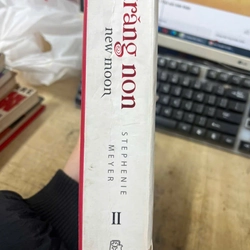 răng non
new moon
STEPHENIE
MEYER
II